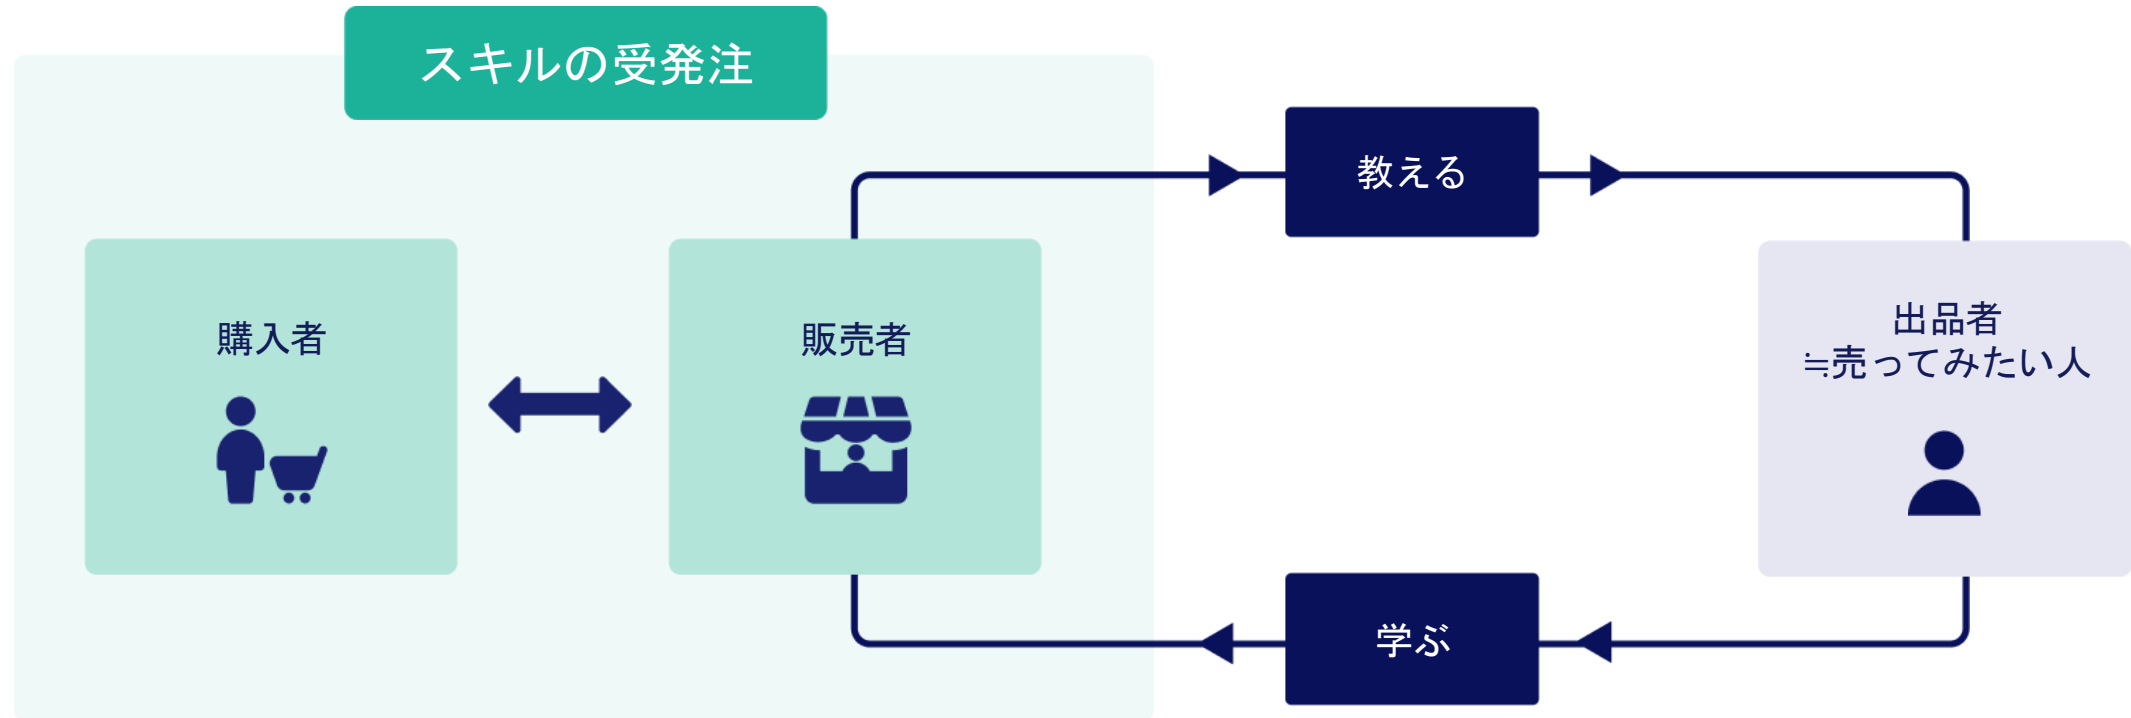 スキルの受発注
教える
購入者
販売者
出品者
≒売ってみたい人
学ぶ